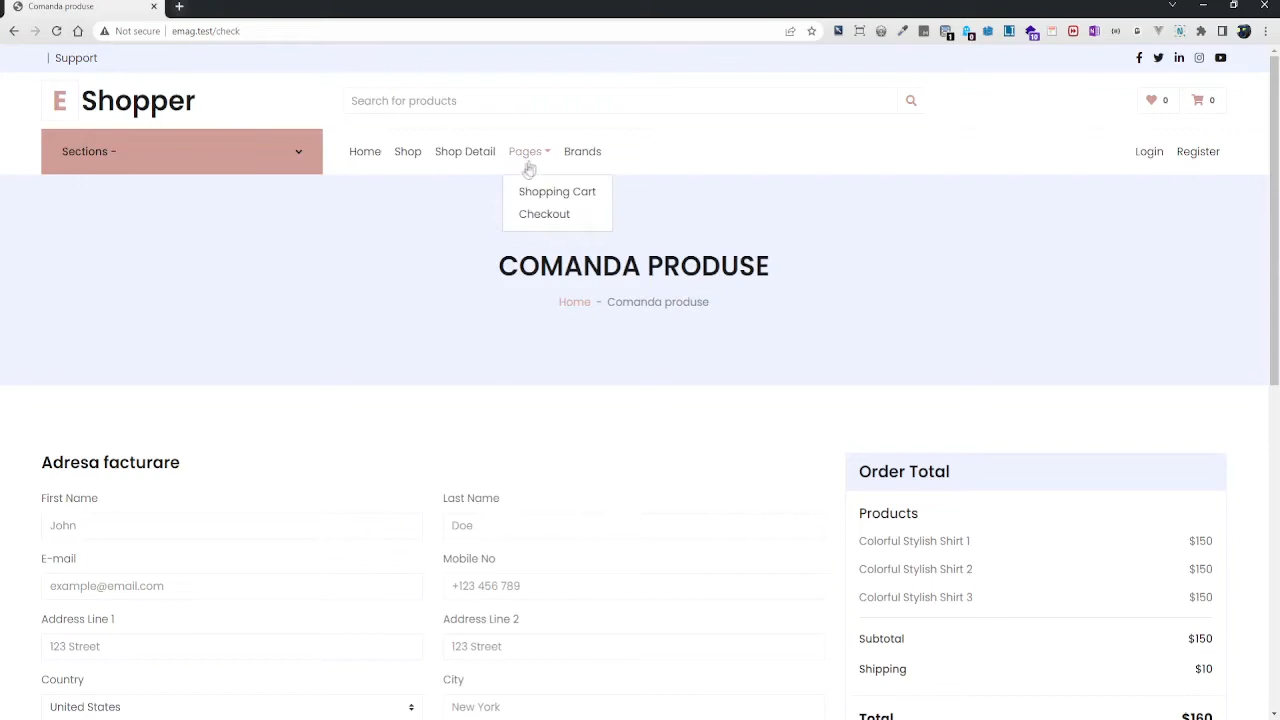 Comanda produse
Not secure
emag.test/check
| Support
E Shopper
Search for products
0
0
Sections -
Home
Shop
Shop Detail
Pages
Brands
Login
Register
Shopping Cart
Checkout
COMANDA PRODUSE
Home - Comanda produse
Adresa facturare
First Name
Last Name
John
Doe
E-mail
Mobile No
example@email.com
+123 456 789
Address Line 1
Address Line 2
123 Street
123 Street
Country
City
United States
New York
Order Total
Products
Colorful Stylish Shirt 1 $150
Colorful Stylish Shirt 2 $150
Colorful Stylish Shirt 3 $150
Subtotal $150
Shipping $10
Total $160